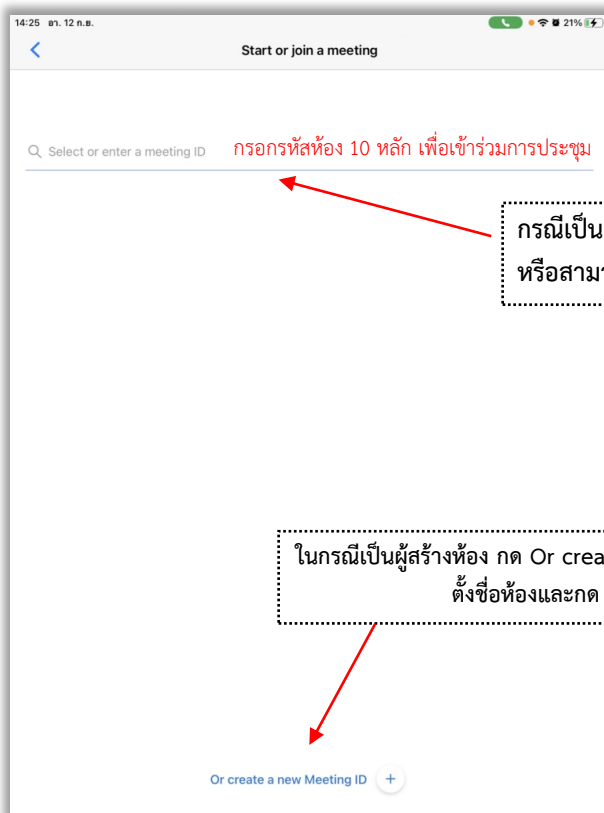 14:25 อา. 12 ก.ย.
21%
Start or join a meeting
Select or enter a meeting ID
กรอกรหัสห้อง 10 หลัก เพื่อเข้าร่วมการประชุม
กรณีเป็น
หรือสาม
ในกรณีเป็นผู้สร้างห้อง กด Or crea
ตั้งชื่อห้องและกด
Or create a new Meeting ID +